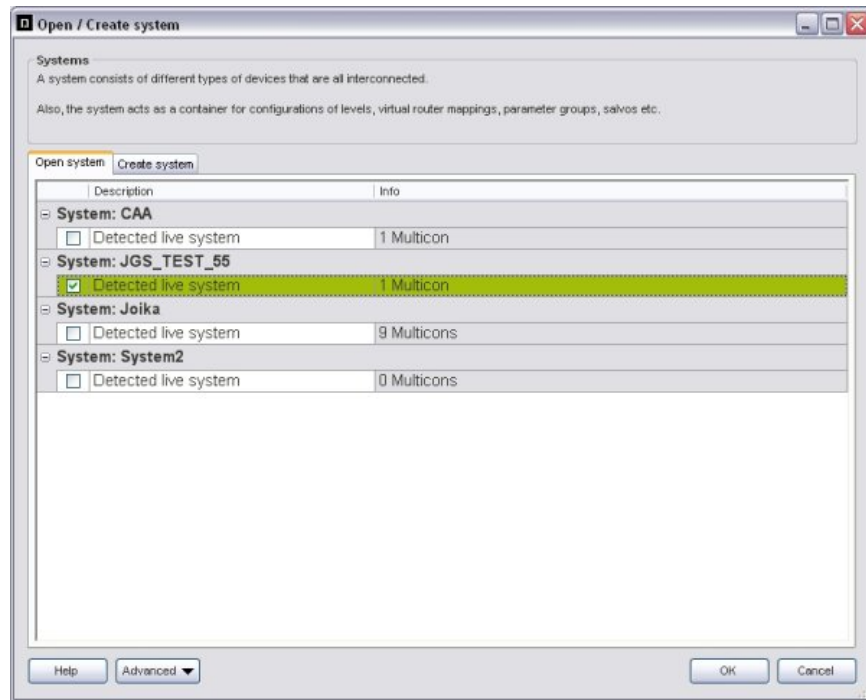 D Open / Create system
Systems
A system consists of different types of devices that are all interconnected.
Also, the system acts as a container for configurations of levels, virtual router mappings, parameter groups, salvos etc.
Open system Create system
Description Info
System: CAA
Detected live system 1 Multicon
System: JGS_TEST_55
Detected live system 1 Multicon
System: Joika
Detected live system 9 Multicons
System: System2
Detected live system 0 Multicons
Help Advanced OK Cancel